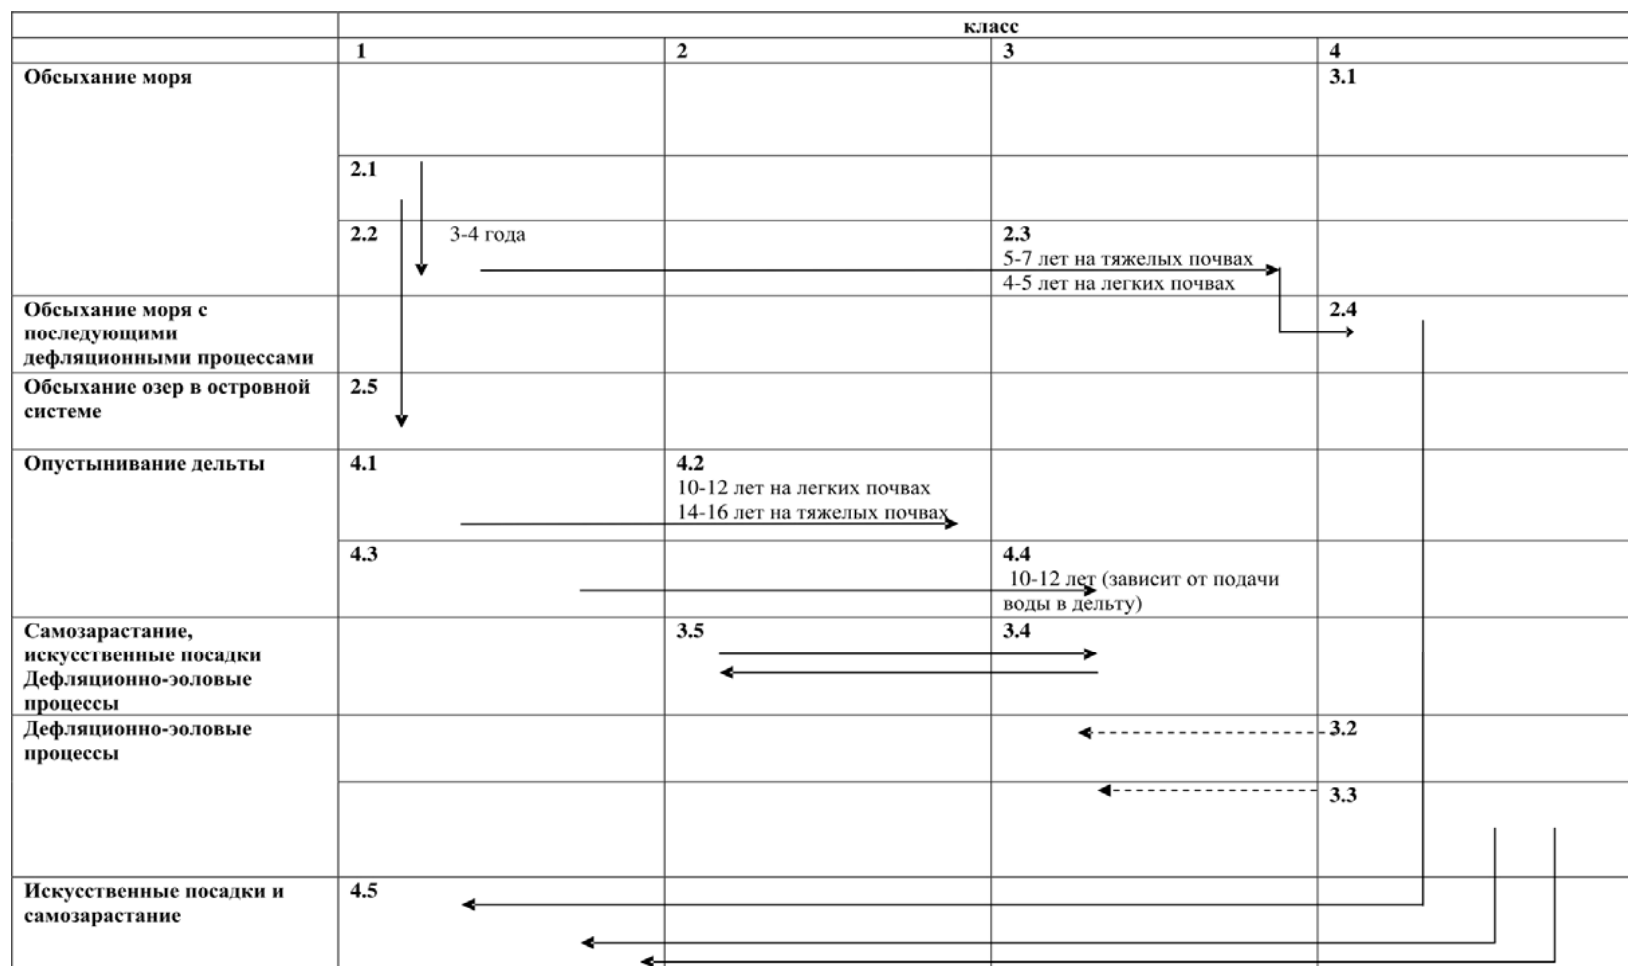 класс
1 2 3 4
Обсыхание моря 3.1
2.1
2.2 3-4 года 2.3
5-7 лет на тяжелых почвах
4-5 лет на легких почвах
Обсыхание моря с 2.4
последующими
дефляционными процессами
Обсыхание озер в островной 2.5
системе
Опустынивание дельты 4.1 4.2
10-12 лет на легких почвах
14-16 лет на тяжелых почвах
4.3 4.4
10-12 лет (зависит от подачи
воды в дельту)
Самозарастание, 3.5 3.4
искусственные посадки
Дефляционно-эоловые
процессы
Дефляционно-эоловые 3.2
процессы
3.3
Искусственные посадки и 4.5
самозарастание